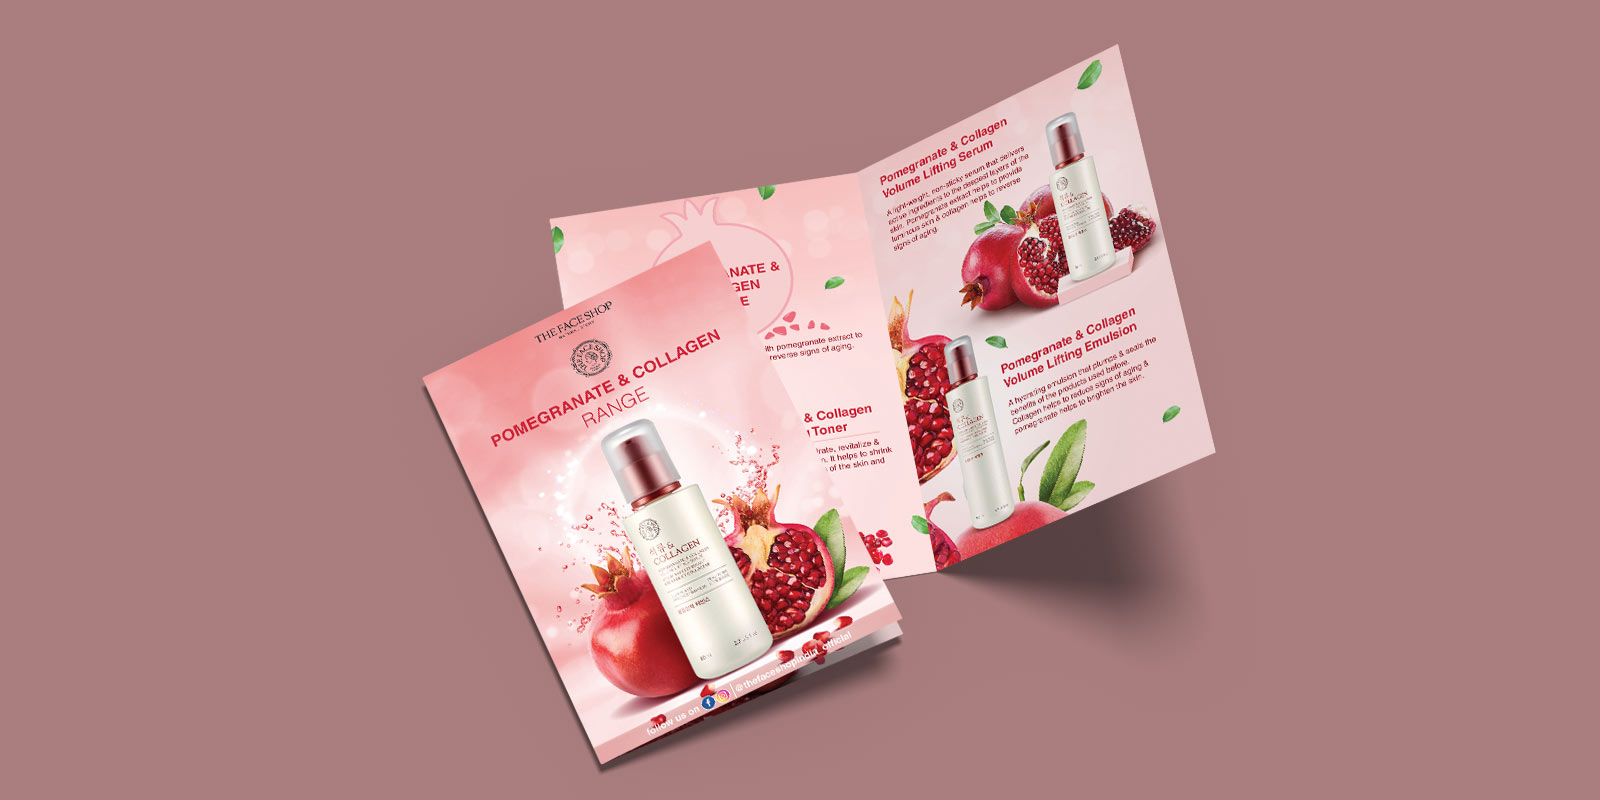 THE FACE SHOP
THE FACE SHOP
POMEGRANATE & COLLAGEN
RANGE
&
COLLAGEN
follow us on
@thefaceshopindia_official
NATE &
GEN
E
ith pomegranate extract to
reverse signs of aging.
& Collagen
Toner
rate, revitalize &
n. It helps to shrink
of the skin and
Pomegranate & Collagen
Volume Lifting Serum
A light-weight, non-sticky serum that delivers
active ingredients to the deepest layers of the
skin. Pomegranate extract helps to provide
luminous skin & collagen helps to reverse
signs of aging.
COLLAGEN
Pomegranate & Collagen
Volume Lifting Emulsion
A hydrating emulsion that plumps & seals the
benefits of the products used before.
Collagen helps to reduce signs of aging &
pomegranate helps to brighten the skin.
COLLAGEN